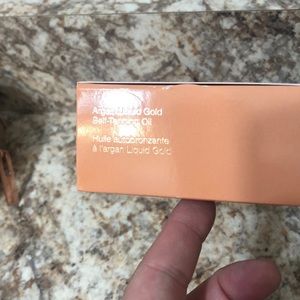 Argan Liquid Gold
Self-Tanning Oil
Huile autobronzante
à l'argan Liquid Gold